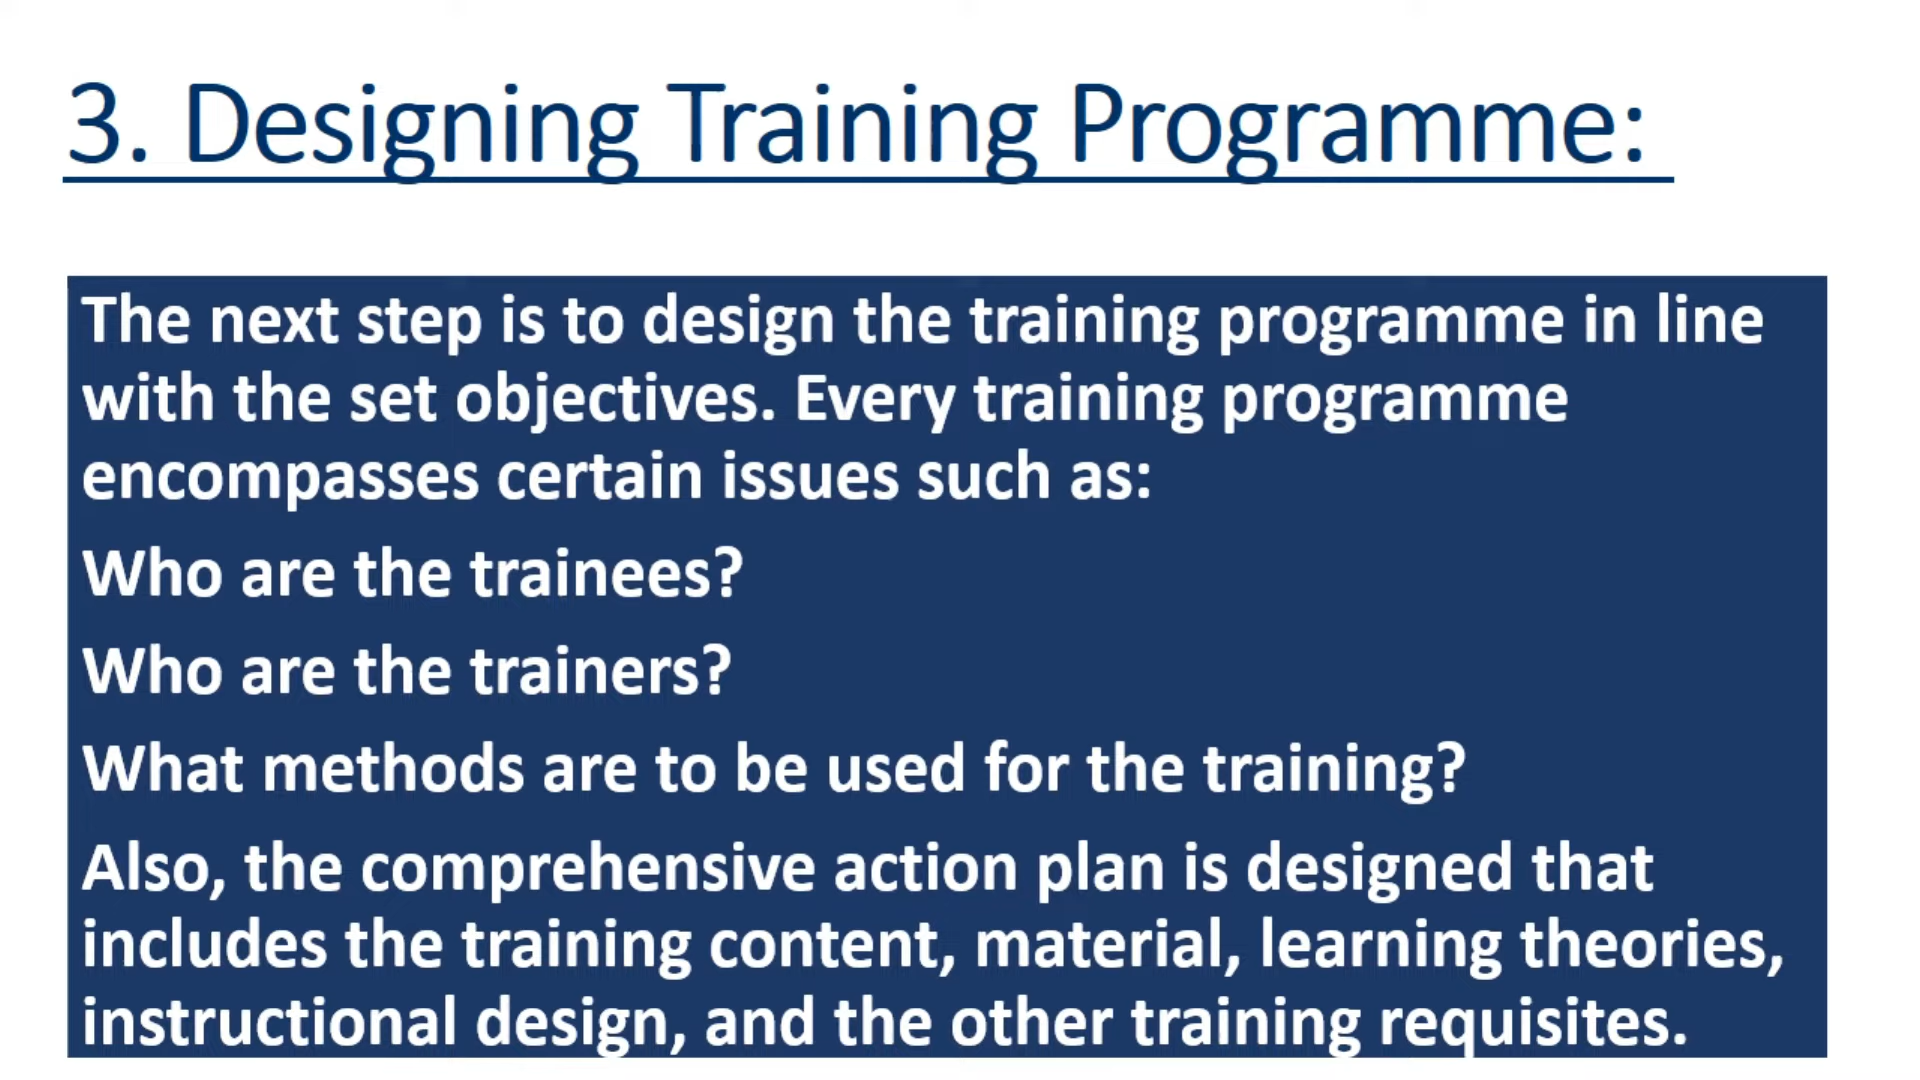 3. Designing Training Programme:
The next step is to design the training programme in line
with the set objectives. Every training programme
encompasses certain issues such as:
Who are the trainees?
Who are the trainers?
What methods are to be used for the training?
Also, the comprehensive action plan is designed that
includes the training content, material, learning theories,
instructional design, and the other training requisites.